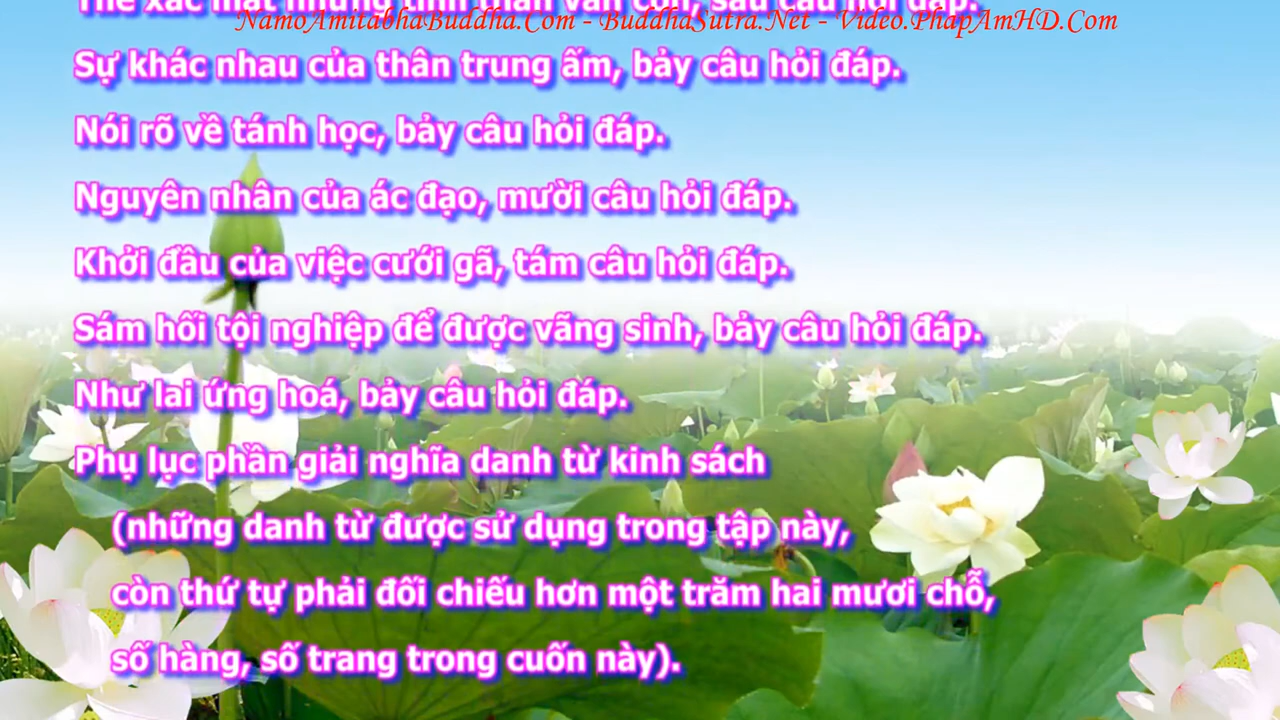 NamoAmitabhaBuddha.Com - BuddhaSutra.Net - Video.PhapAmHD.Com
sáu câu hỏi đáp.
Sự khác nhau của thân trung ấm, bảy câu hỏi đáp.
Nói rõ về tánh học, bảy câu hỏi đáp.
Nguyên nhân của ác đạo, mười câu hỏi đáp.
Khởi đầu của việc cưới gã, tám câu hỏi đáp.
Sám hối tội nghiệp để được vãng sinh, bảy câu hỏi đáp.
Như lai ứng hoá, bảy câu hỏi đáp.
Phụ lục phần giải nghĩa danh từ kinh sách
(những danh từ được sử dụng trong tập này,
còn thứ tự phải đối chiếu hơn một trăm hai mươi chỗ,
số hàng, số trang trong cuốn này).